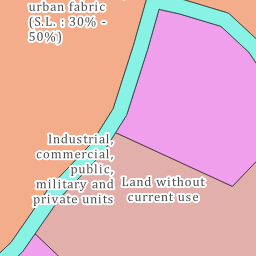 urban fabric
(S.L. : 30% -
50%)
Industrial,
commercial,
public,
military and
private units
Land without
current use